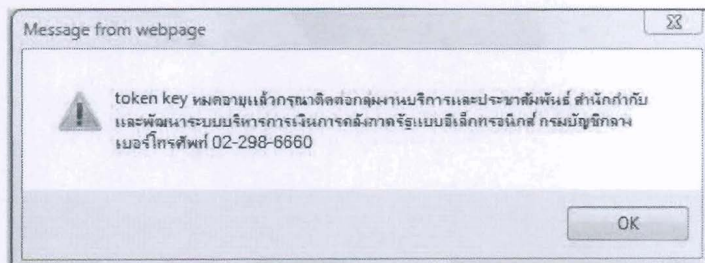 Message from webpage
token key หมดอายุแล้วกรุณาติดต่อกลุ่มงานบริการและประชาสัมพันธ์ สำนักกำกับ
และพัฒนาระบบบริหารการเงินการคลังภาครัฐแบบอิเล็กทรอนิกส์ กรมบัญชีกลาง
เบอร์โทรศัพท์ 02-298-6660
OK